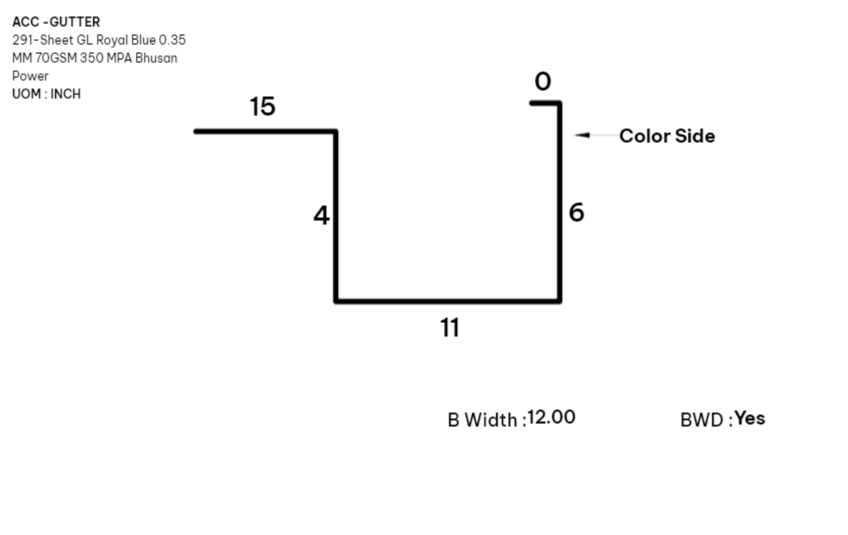 ACC -GUTTER
291-Sheet GL Royal Blue 0.35
MM 70GSM 350 MPA Bhusan
Power
UOM : INCH
0
15
Color Side
4
6
11
B Width :12.00
BWD :Yes